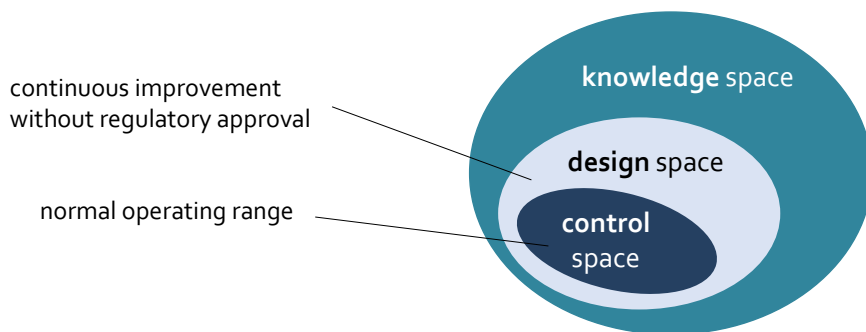 knowledge space
continuous improvement
without regulatory approval
design space
normal operating range
control
space